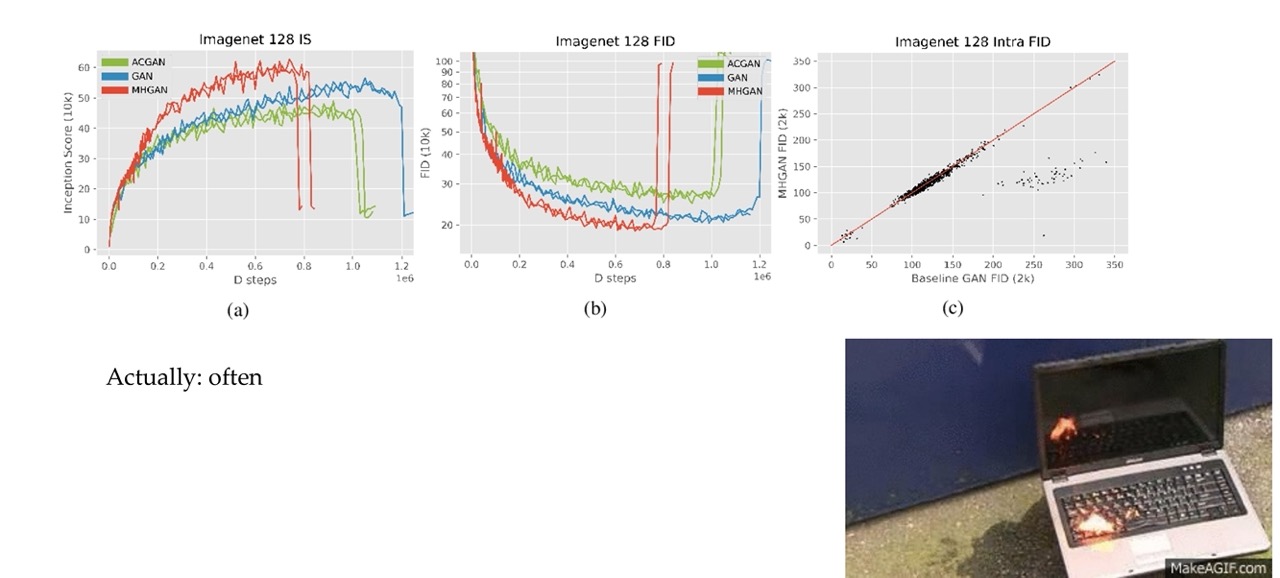 Imagenet 128 IS
ACGAN
GAN
MHGAN
Inception Score (10k)
60
50
40
30
20
10
0
0.0 0.2 0.4 0.6 0.8 1.0 1.2
1e6
D steps
(a)
Imagenet 128 FID
ACGAN
GAN
MHGAN
FID (10k)
100
90
80
70
60
50
40
30
20
0.0 0.2 0.4 0.6 0.8 1.0 1.2
1e6
D steps
(b)
Imagenet 128 Intra FID
MHGAN FID (2k)
350
300
250
200
150
100
50
0
0 50 100 150 200 250 300 350
Baseline GAN FID (2k)
(c)
Actually: often
MakeAGIF.com